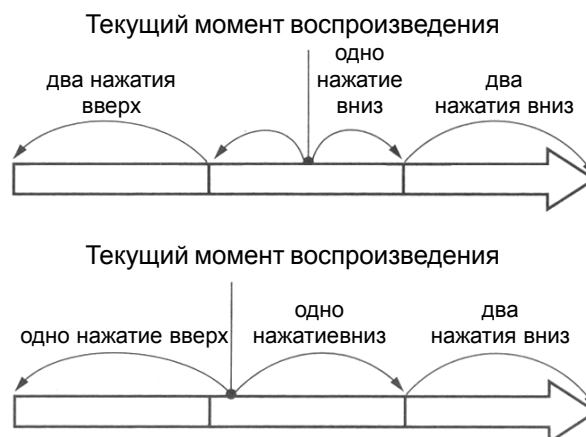 Текущий момент воспроизведения
одно
нажатие
вниз
два нажатия
вверх
два
нажатия вниз
Текущий момент воспроизведения
одно нажатие вверх
одно
нажатиевниз
два
нажатия вниз